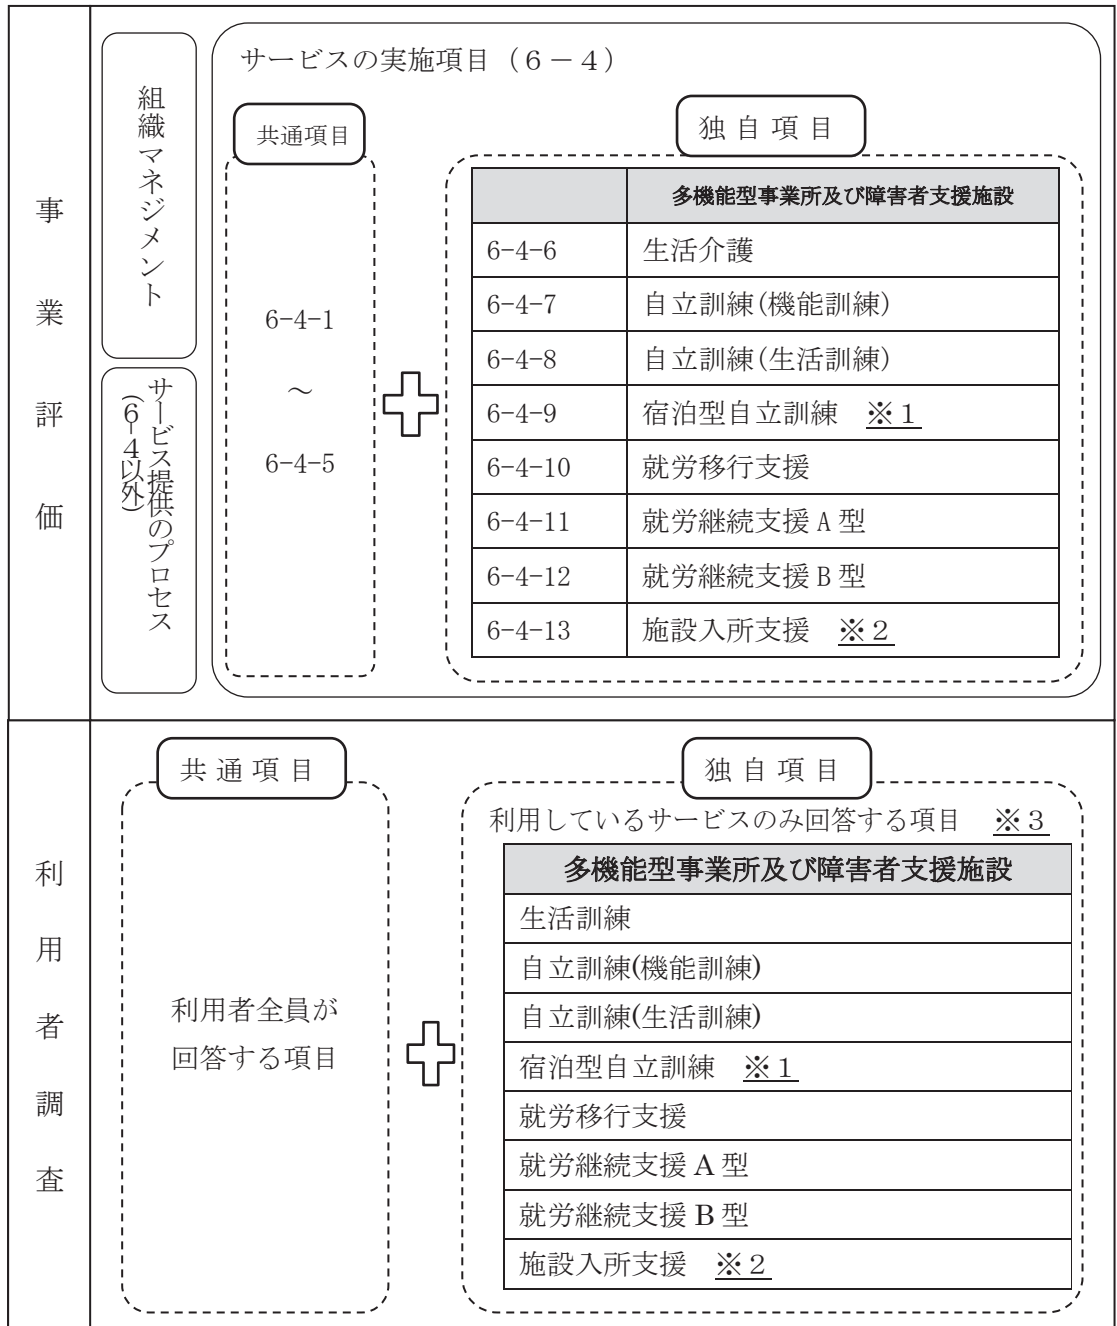 事業評価
組織マネジメント
サービス提供のプロセス
(6-4以外)
サービスの実施項目（6－4）
共通項目
6-4-1
～
6-4-5
独自項目
多機能型事業所及び障害者支援施設
6-4-6 生活介護
6-4-7 自立訓練(機能訓練)
6-4-8 自立訓練(生活訓練)
6-4-9 宿泊型自立訓練 ※1
6-4-10 就労移行支援
6-4-11 就労継続支援A型
6-4-12 就労継続支援B型
6-4-13 施設入所支援 ※2
利用者調査
共通項目
利用者全員が
回答する項目
独自項目
利用しているサービスのみ回答する項目 ※3
多機能型事業所及び障害者支援施設
生活訓練
自立訓練(機能訓練)
自立訓練(生活訓練)
宿泊型自立訓練 ※1
就労移行支援
就労継続支援A型
就労継続支援B型
施設入所支援 ※2